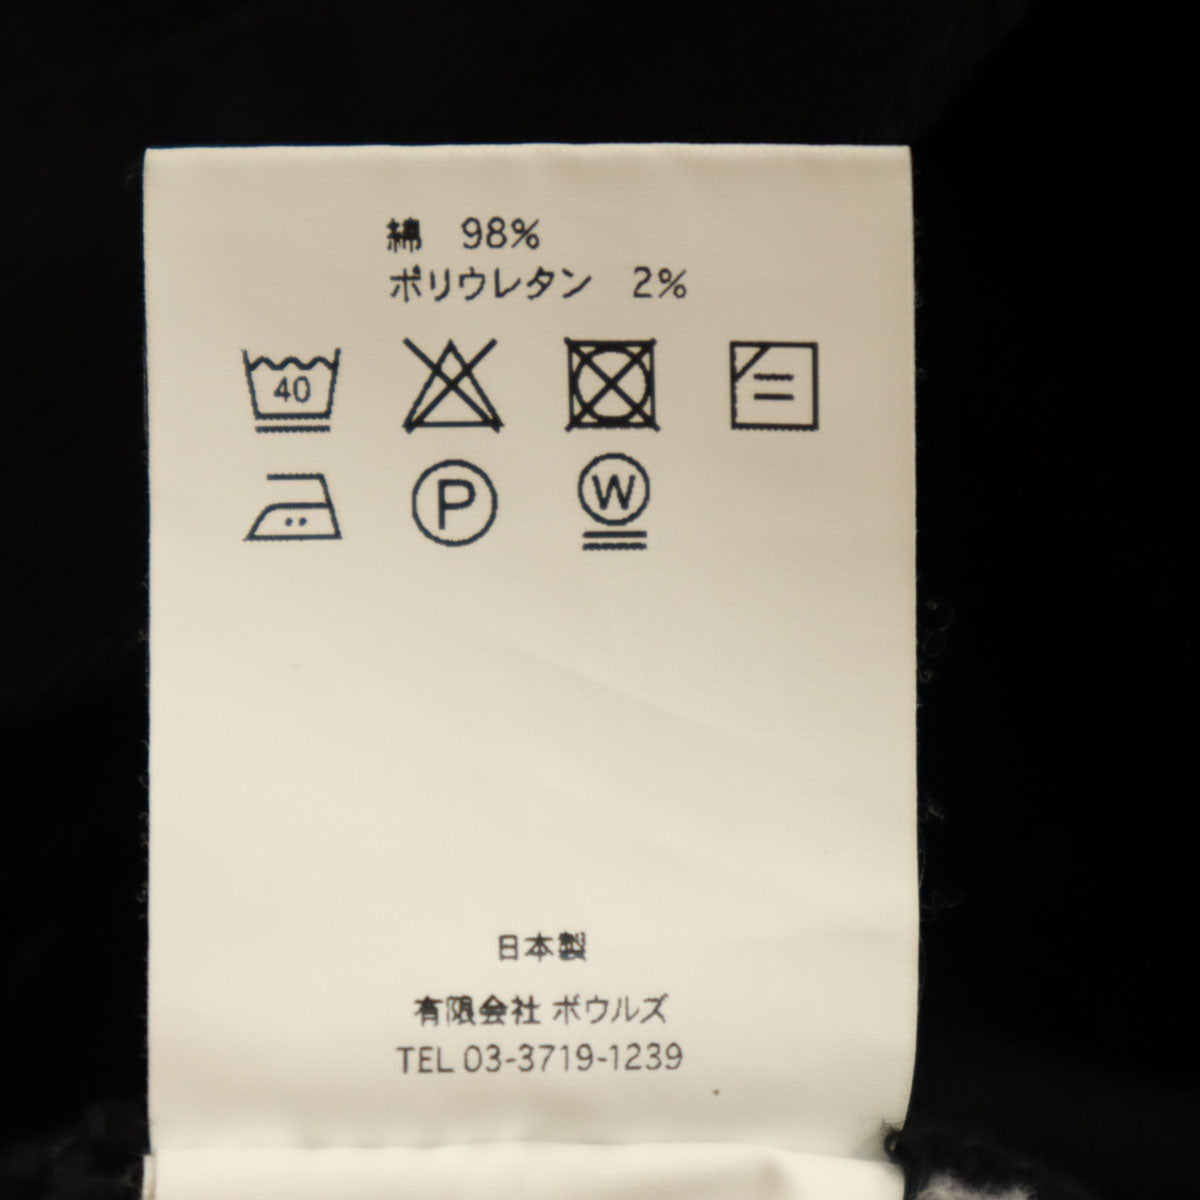 綿 98%
ポリウレタン 2%
40
P
W
日本製
有限会社 ボウルズ
TEL 03-3719-1239